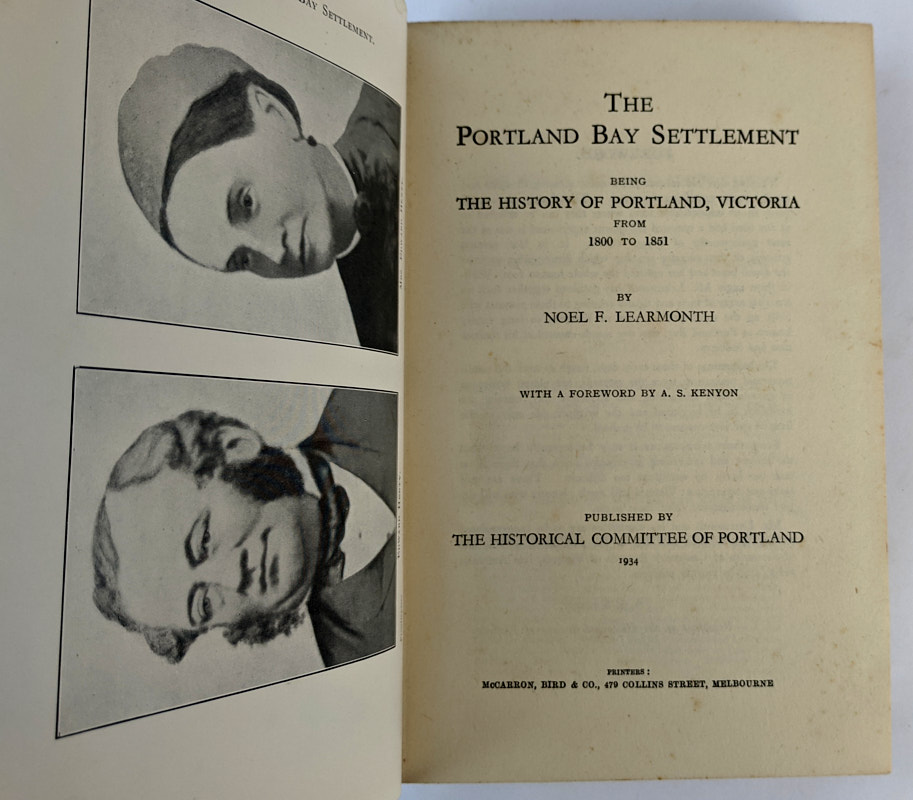 BAY SETTLEMENT.
EDWARD HENTY
THE
PORTLAND BAY SETTLEMENT
BEING
THE HISTORY OF PORTLAND, VICTORIA
FROM
1800 TO 1851
BY
NOEL F. LEARMONTH
WITH A FOREWORD BY A. S. KENYON
PUBLISHED BY
THE HISTORICAL COMMITTEE OF PORTLAND
1934
PRINTERS:
MCCARRON, BIRD & CO., 479 COLLINS STREET, MELBOURNE